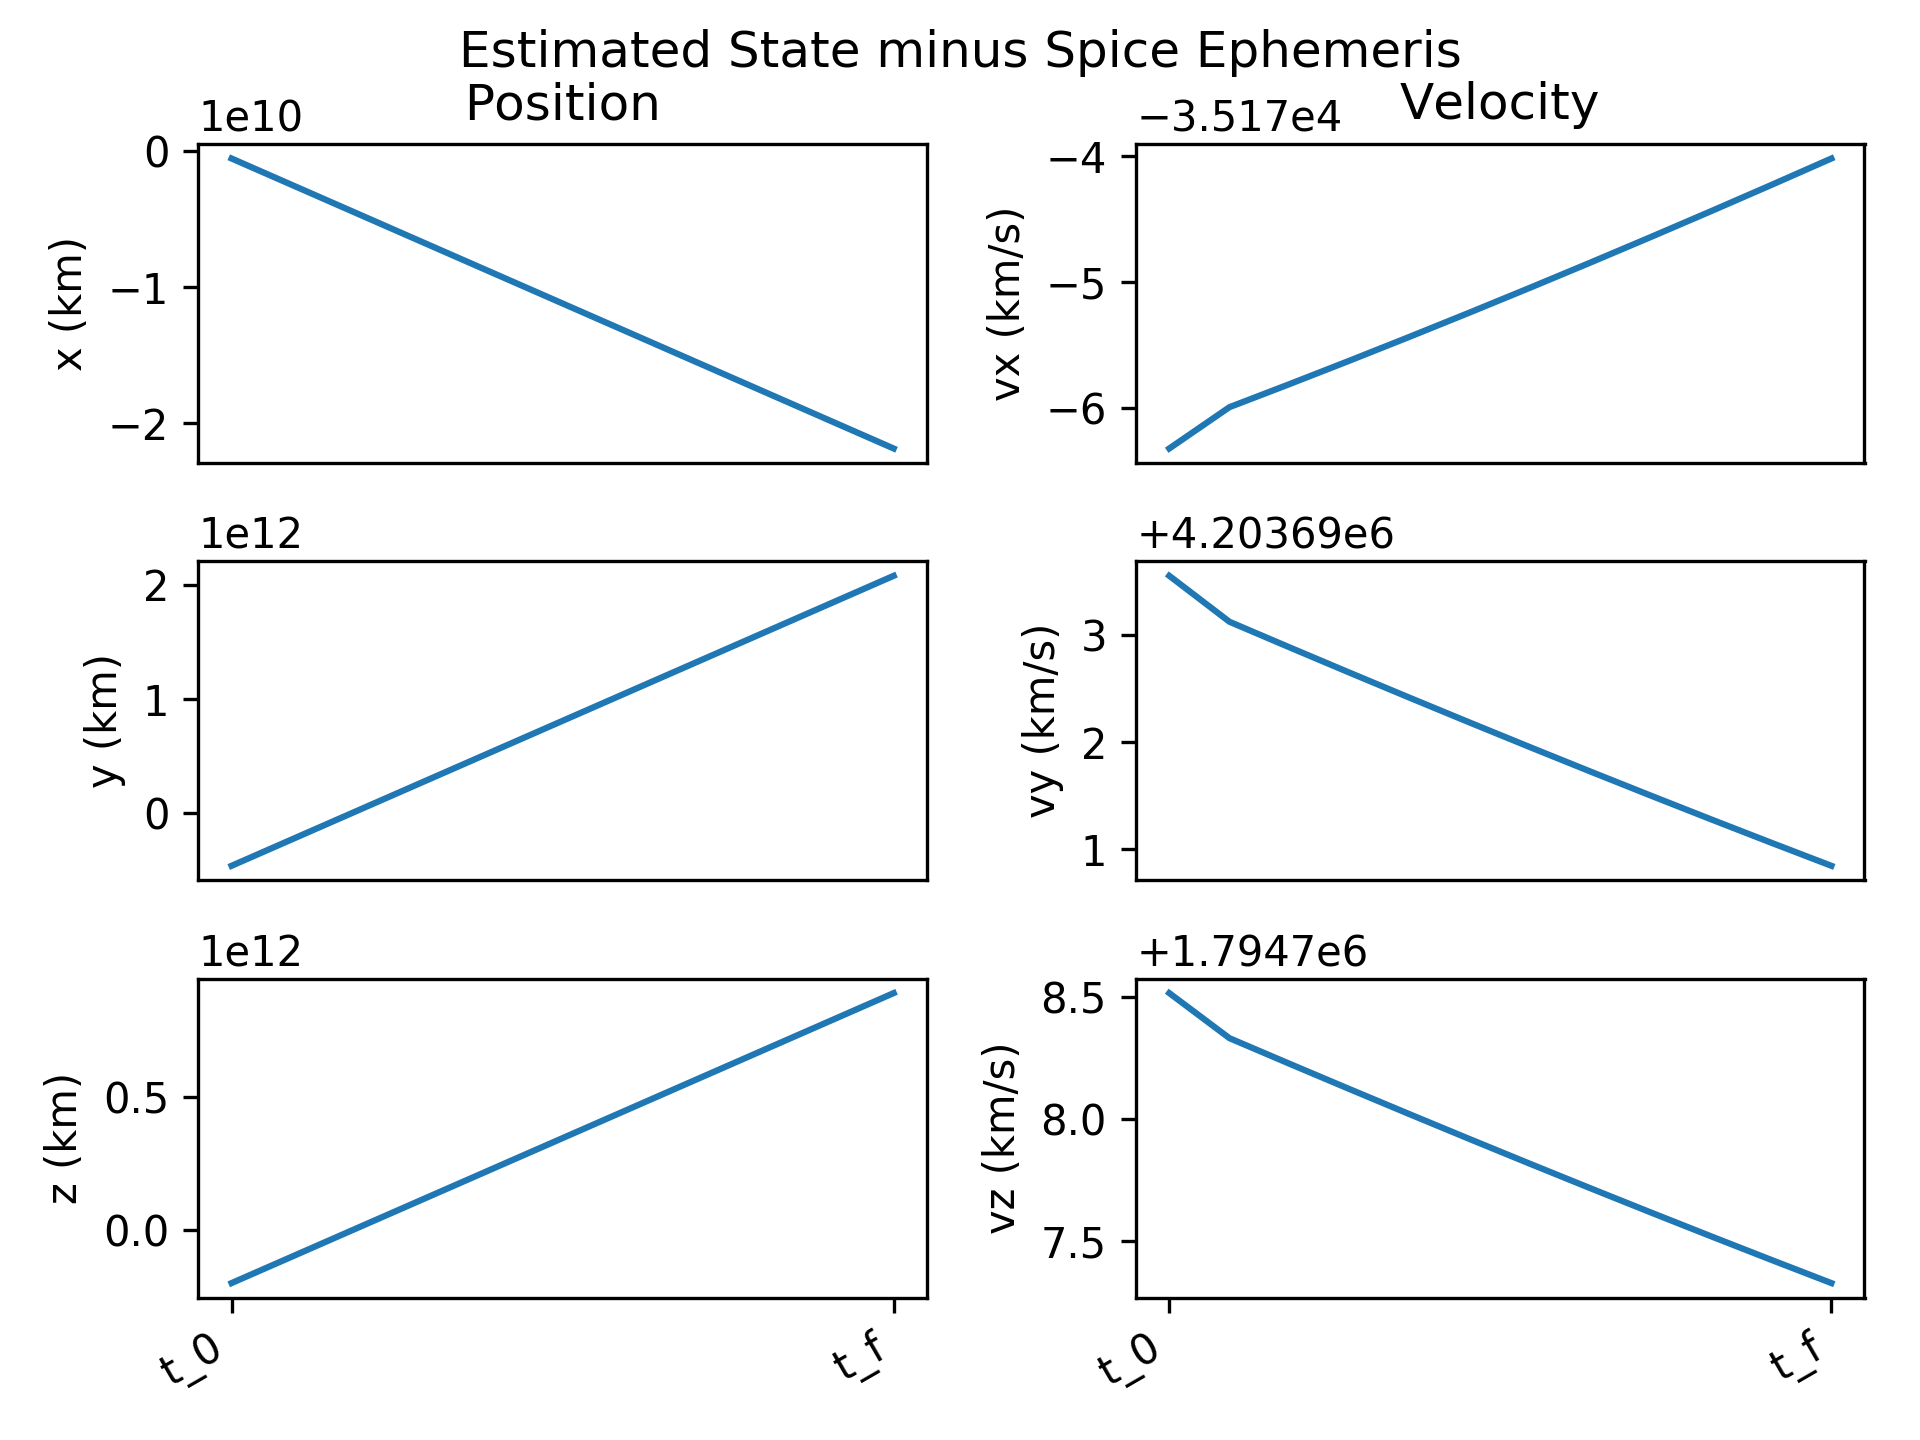 Estimated State minus Spice Ephemeris
Position
Velocity
1e10
0
−1
−2
x (km)
−3.517e4
−4
−5
−6
vx (km/s)
1e12
2
1
0
y (km)
+4.20369e6
3
2
1
vy (km/s)
1e12
0.5
0.0
z (km)
+1.7947e6
8.5
8.0
7.5
vz (km/s)
t_0
t_f
t_0
t_f